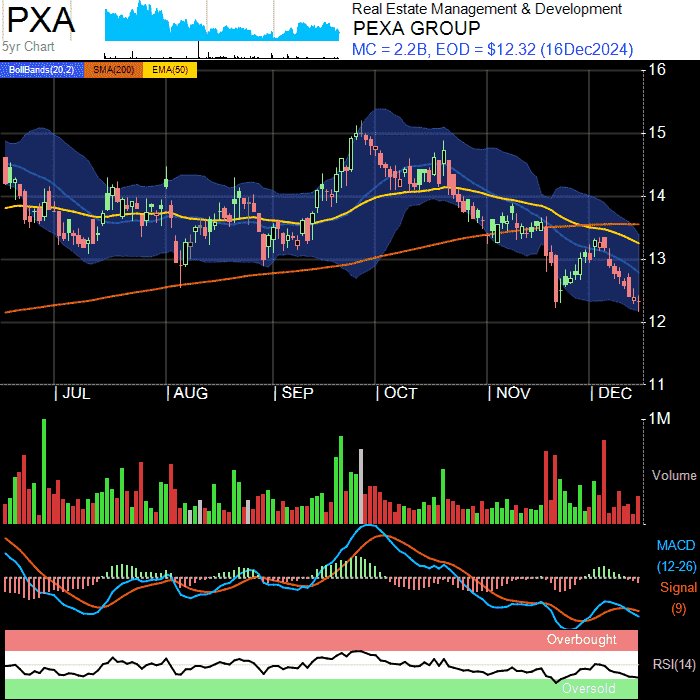 PXA
5yr Chart
Real Estate Management & Development
PEXA GROUP
MC = 2.2B, EOD = $12.32 (16Dec2024)
BollBands(20,2) SMA(200) EMA(50)
16
15
14
13
12
11
JUL AUG SEP OCT NOV DEC
1M
Volume
MACD
(12-26)
Signal
(9)
Overbought
RSI(14)
Oversold